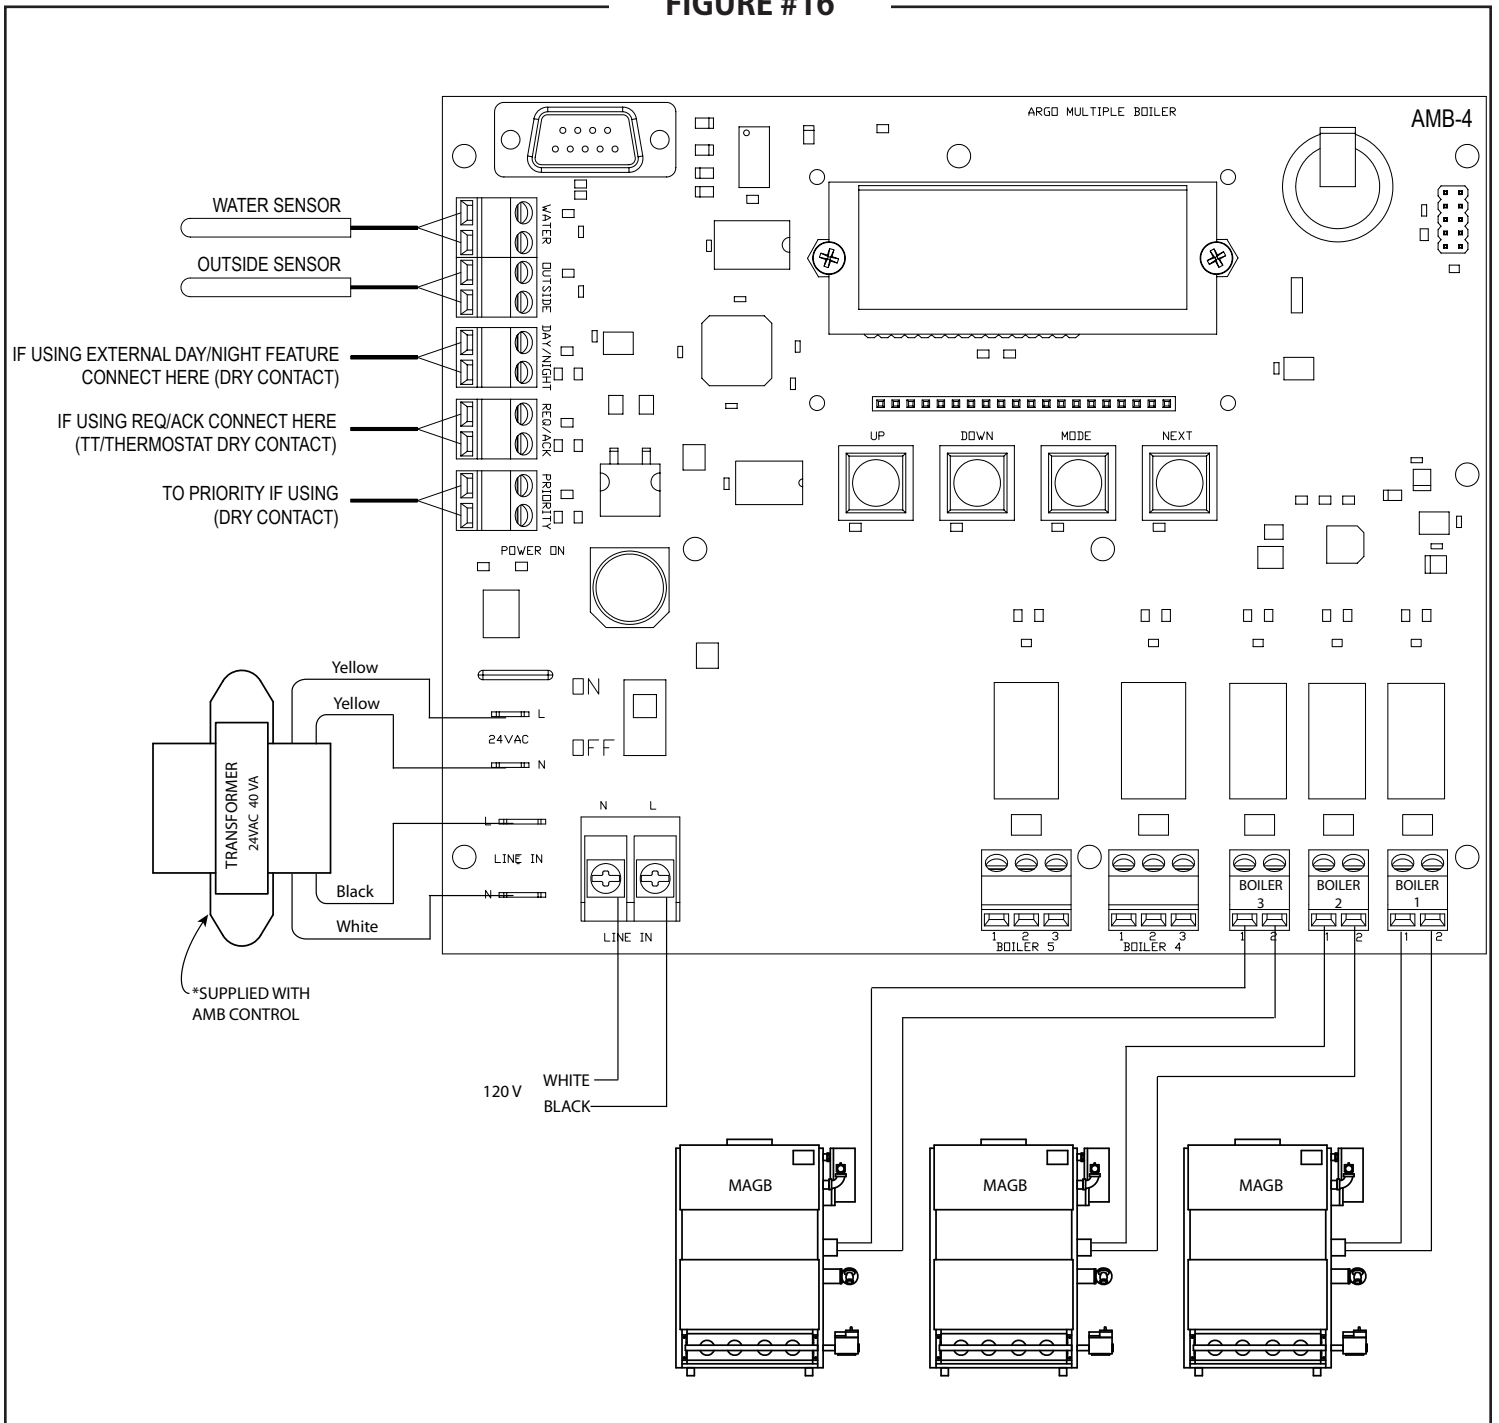 FIGURE #16
ARGO MULTIPLE BOILER
AMB-4
WATER SENSOR
WATER
OUTSIDE SENSOR
OUTSIDE
IF USING EXTERNAL DAY/NIGHT FEATURE
CONNECT HERE (DRY CONTACT)
DAY/NIGHT
IF USING REQ/ACK CONNECT HERE
(TT/THERMOSTAT DRY CONTACT)
REQ/ACK
TO PRIORITY IF USING
(DRY CONTACT)
PRIORITY
UP
DOWN
MODE
NEXT
POWER ON
Yellow
Yellow
ON
OFF
L
24VAC
N
TRANSFORMER
24VAC 40 VA
L
LINE IN
N
Black
White
N L
LINE IN
*SUPPLIED WITH
AMB CONTROL
120 V
WHITE
BLACK
1 2 3
BOILER 5
1 2 3
BOILER 4
BOILER
3
1 2
BOILER
2
1 2
BOILER
1
1 2
MAGB
MAGB
MAGB